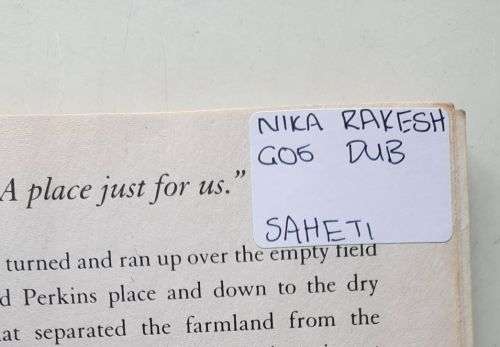 NIKA RAKESH
G05 DUB
SAHETI
A place just for us.”
turned and ran up over the empty field
d Perkins place and down to the dry
at separated the farmland from the